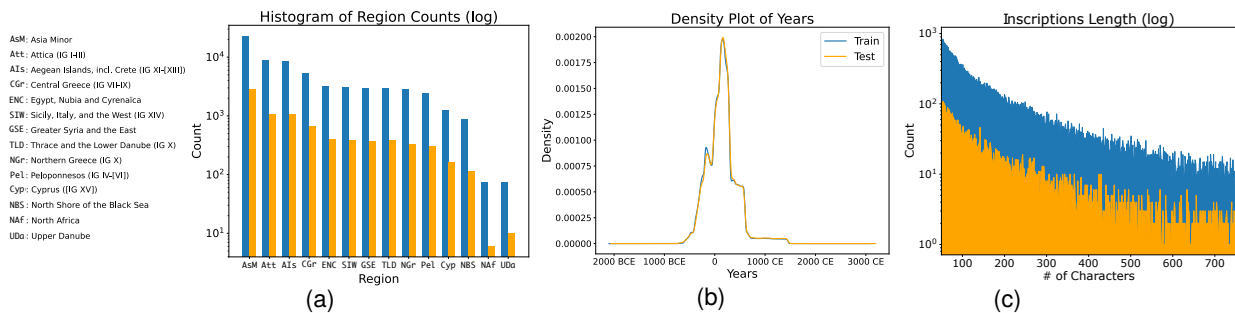 AsM: Asia Minor
Att: Attica (IG I-III)
AIs: Aegean Islands, incl. Crete (IG XI-[XIII])
CGr: Central Greece (IG VII-IX)
ENC: Egypt, Nubia and Cyrenaïca
SIW: Sicily, Italy, and the West (IG XIV)
GSE: Greater Syria and the East
TLD: Thrace and the Lower Danube (IG X)
NGr: Northern Greece (IG X)
Pel: Peloponnesos (IG IV-[VI])
Cyp: Cyprus ([IG XV])
NBS: North Shore of the Black Sea
NAf: North Africa
UDa: Upper Danube
Histogram of Region Counts (log)
Count
10^4
10^3
10^2
10^1
AsM Att AIs CGr ENC SIW GSE TLD NGr Pel Cyp NBS NAf UDa
Region
(a)
Density Plot of Years
Train
Test
Density
0.00200
0.00175
0.00150
0.00125
0.00100
0.00075
0.00050
0.00025
0.00000
2000 BCE 1000 BCE 0 1000 CE 2000 CE 3000 CE
Years
(b)
Inscriptions Length (log)
Count
10^3
10^2
10^1
10^0
100 200 300 400 500 600 700
# of Characters
(c)